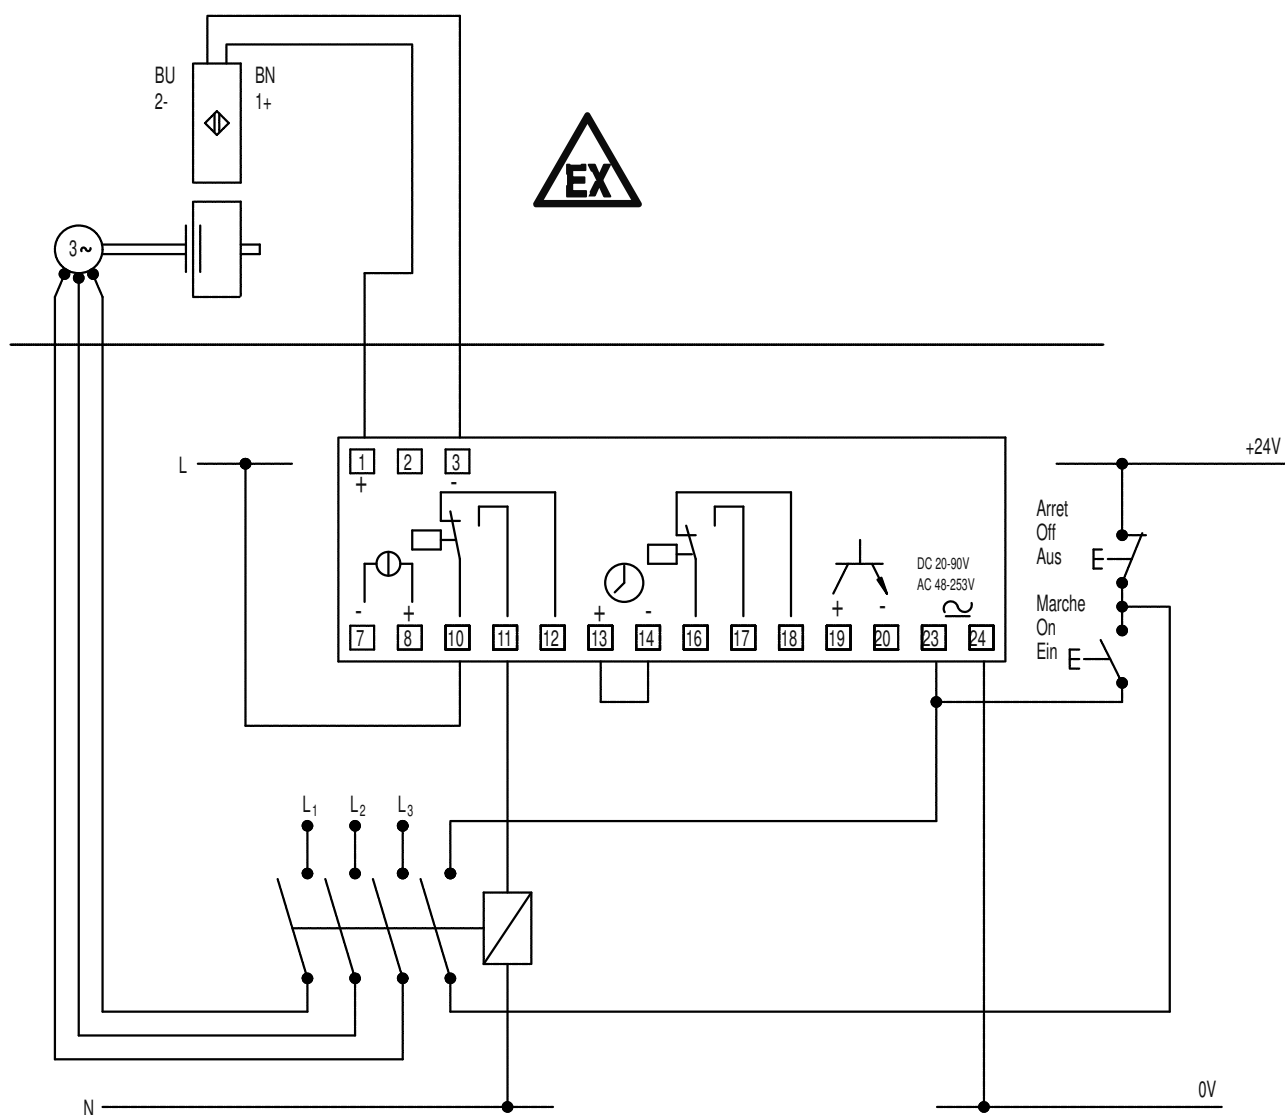 BU BN
2- 1+
EX
3~
L
+24V
1 2 3
+ -
Arret
Off
Aus
DC 20-90V
AC 48-253V
- + + - + -
Marche
On
Ein
7 8 10 11 12 13 14 16 17 18 19 20 23 24
L1 L2 L3
N
0V